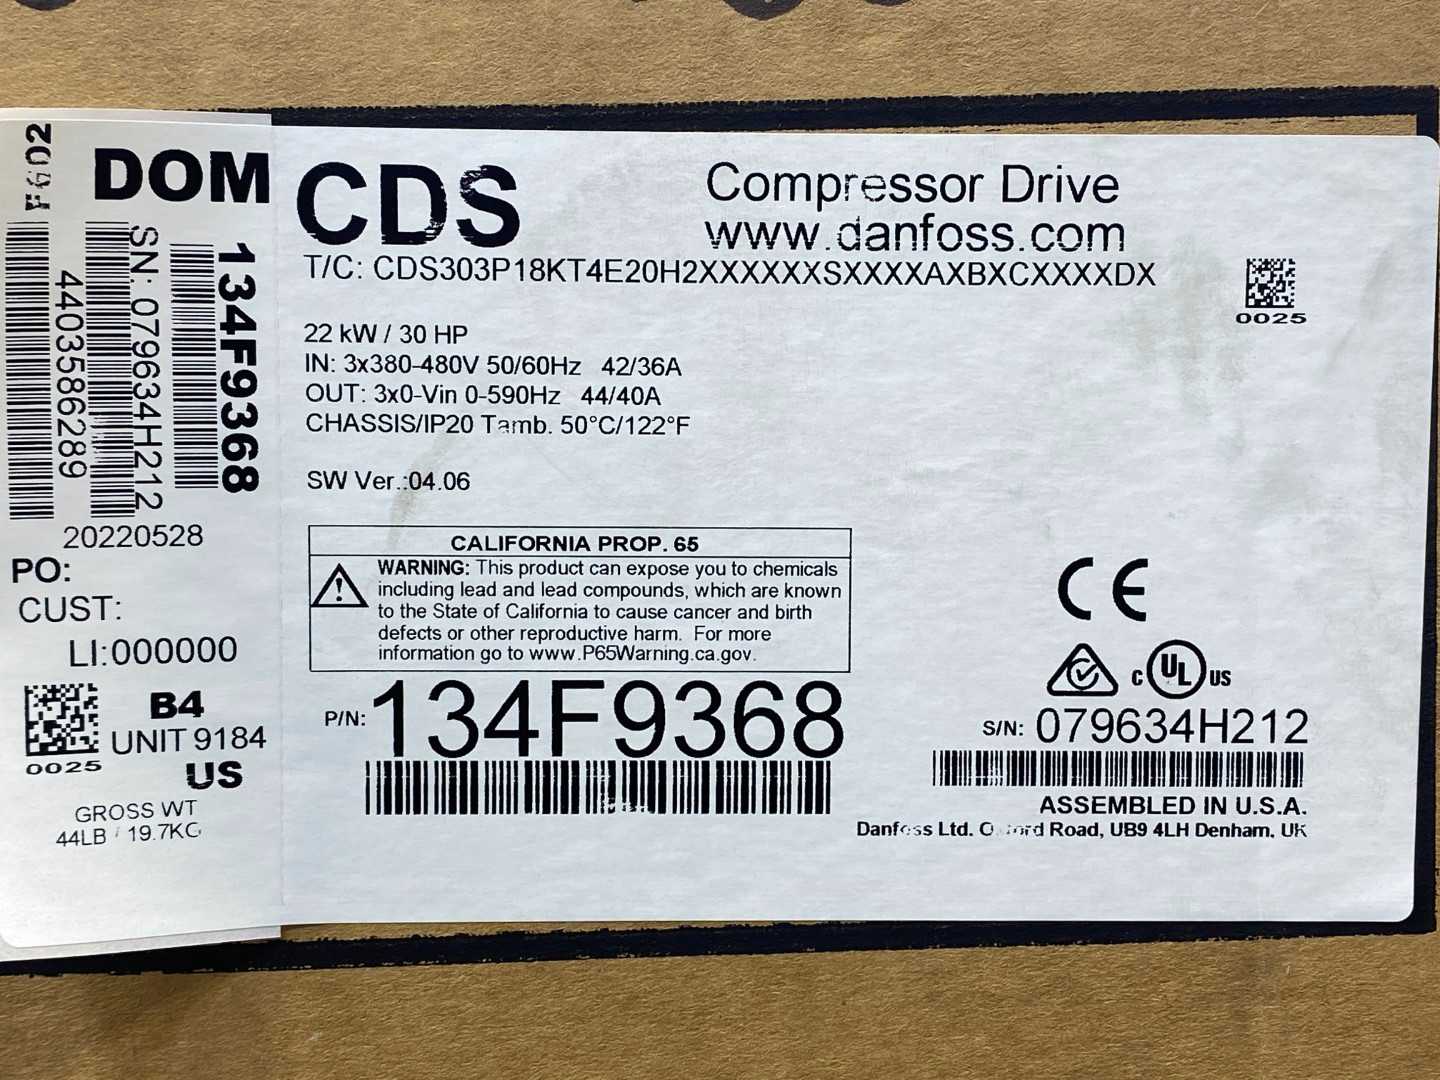 F602
DOM
134F9368
SN: 079634H212
4403586289
20220528
PO:
CUST:
LI:000000
B4
UNIT 9184
0025
US
GROSS WT
44LB / 19.7KG
CDS
Compressor Drive
www.danfoss.com
T/C: CDS303P18KT4E20H2XXXXXXSXXXXAXBXCXXXXDX
0025
22 kW / 30 HP
IN: 3x380-480V 50/60Hz 42/36A
OUT: 3x0-Vin 0-590Hz 44/40A
CHASSIS/IP20 Tamb. 50°C/122°F
SW Ver.:04.06
CALIFORNIA PROP. 65
WARNING: This product can expose you to chemicals
including lead and lead compounds, which are known
to the State of California to cause cancer and birth
defects or other reproductive harm. For more
information go to www.P65Warning.ca.gov.
CE
C UL US
P/N: 134F9368
S/N: 079634H212
ASSEMBLED IN U.S.A.
Danfoss Ltd. Oxford Road, UB9 4LH Denham, UK